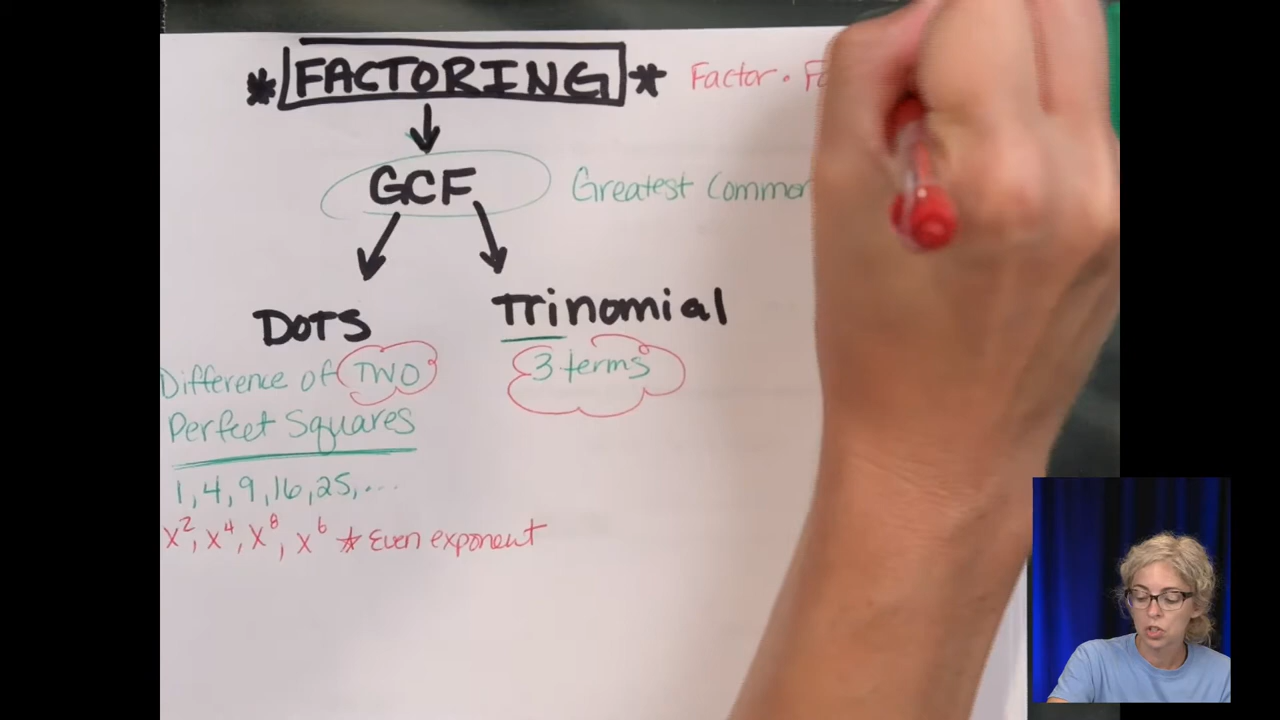 * FACTORING * Factor ·
GCF Greatest Common
DOTS Trinomial
Difference of TWO 3 terms
Perfect Squares
1, 4, 9, 16, 25, ...
x², x⁴, x⁸, x⁶ * Even exponent